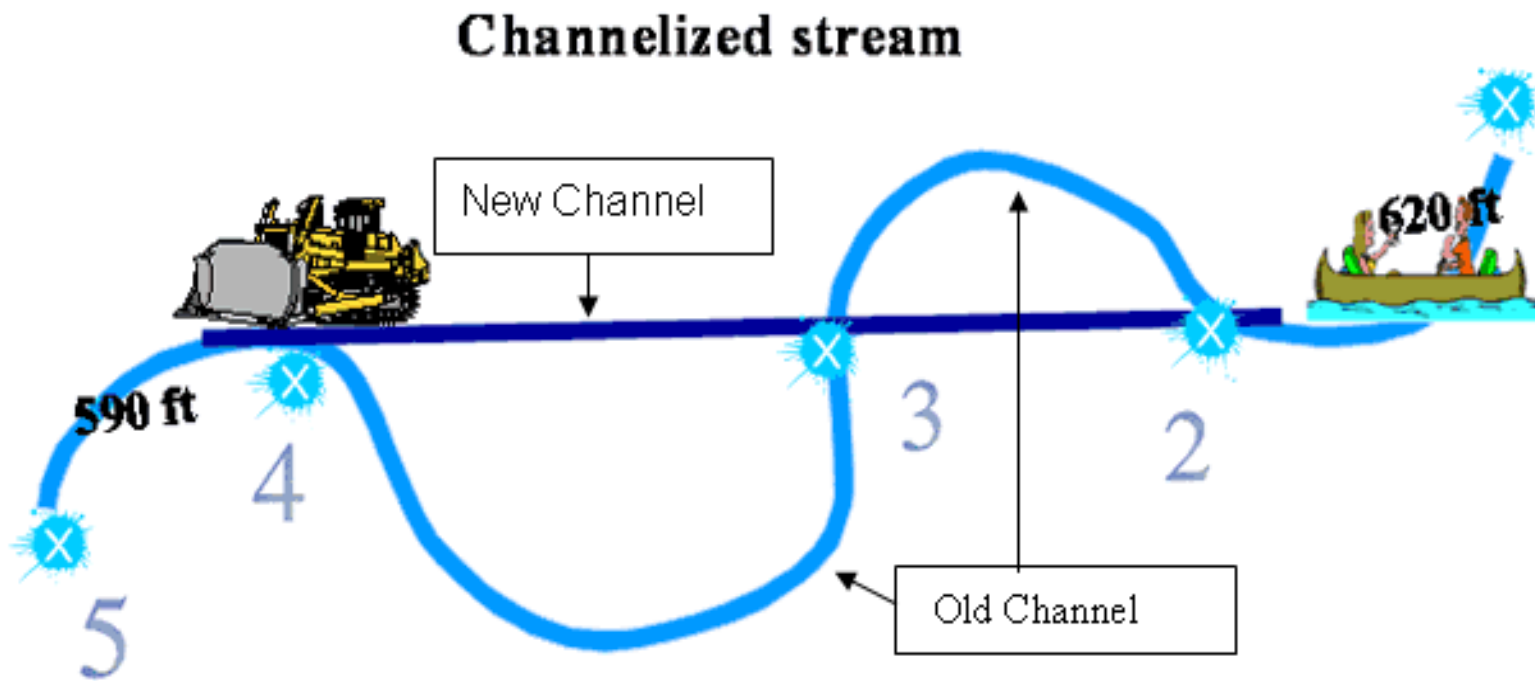 Channelized stream
New Channel
620 ft
X
X
X
X
590 ft
3
2
4
X
Old Channel
5